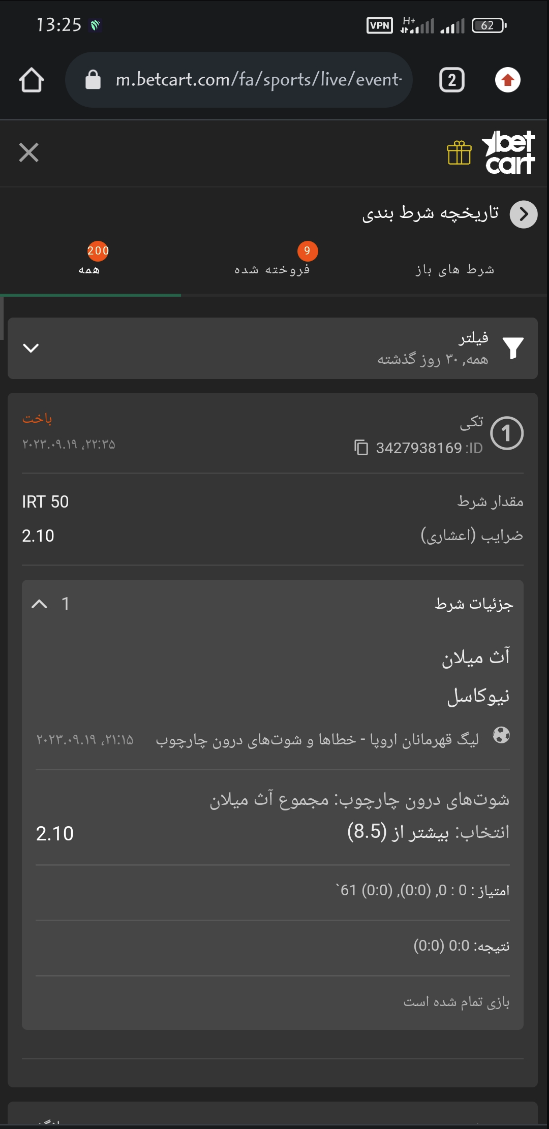 13:25
VPN
H+
62
m.betcart.com/fa/sports/live/event-
2
bet
cart
تاریخچه شرط بندی
شرط های باز
9
فروخته شده
200
همه
فیلتر
همه, ۳۰ روز گذشته
1
تکی
باخت
ID: 3427938169
۲۰۲۳.۰۹.۱۹ ,۲۲:۳۵
مقدار شرط
IRT 50
ضرایب (اعشاری)
2.10
جزئیات شرط
1
آث میلان
نیوکاسل
لیگ قهرمانان اروپا - خطاها و شوت‌های درون چارچوب
۲۰۲۳.۰۹.۱۹ ,۲۱:۱۵
شوت‌های درون چارچوب: مجموع آث میلان
انتخاب: بیشتر از (8.5)
2.10
امتیاز : 0 : 0, (0:0), (0:0) 61`
نتیجه: 0:0 (0:0)
بازی تمام شده است